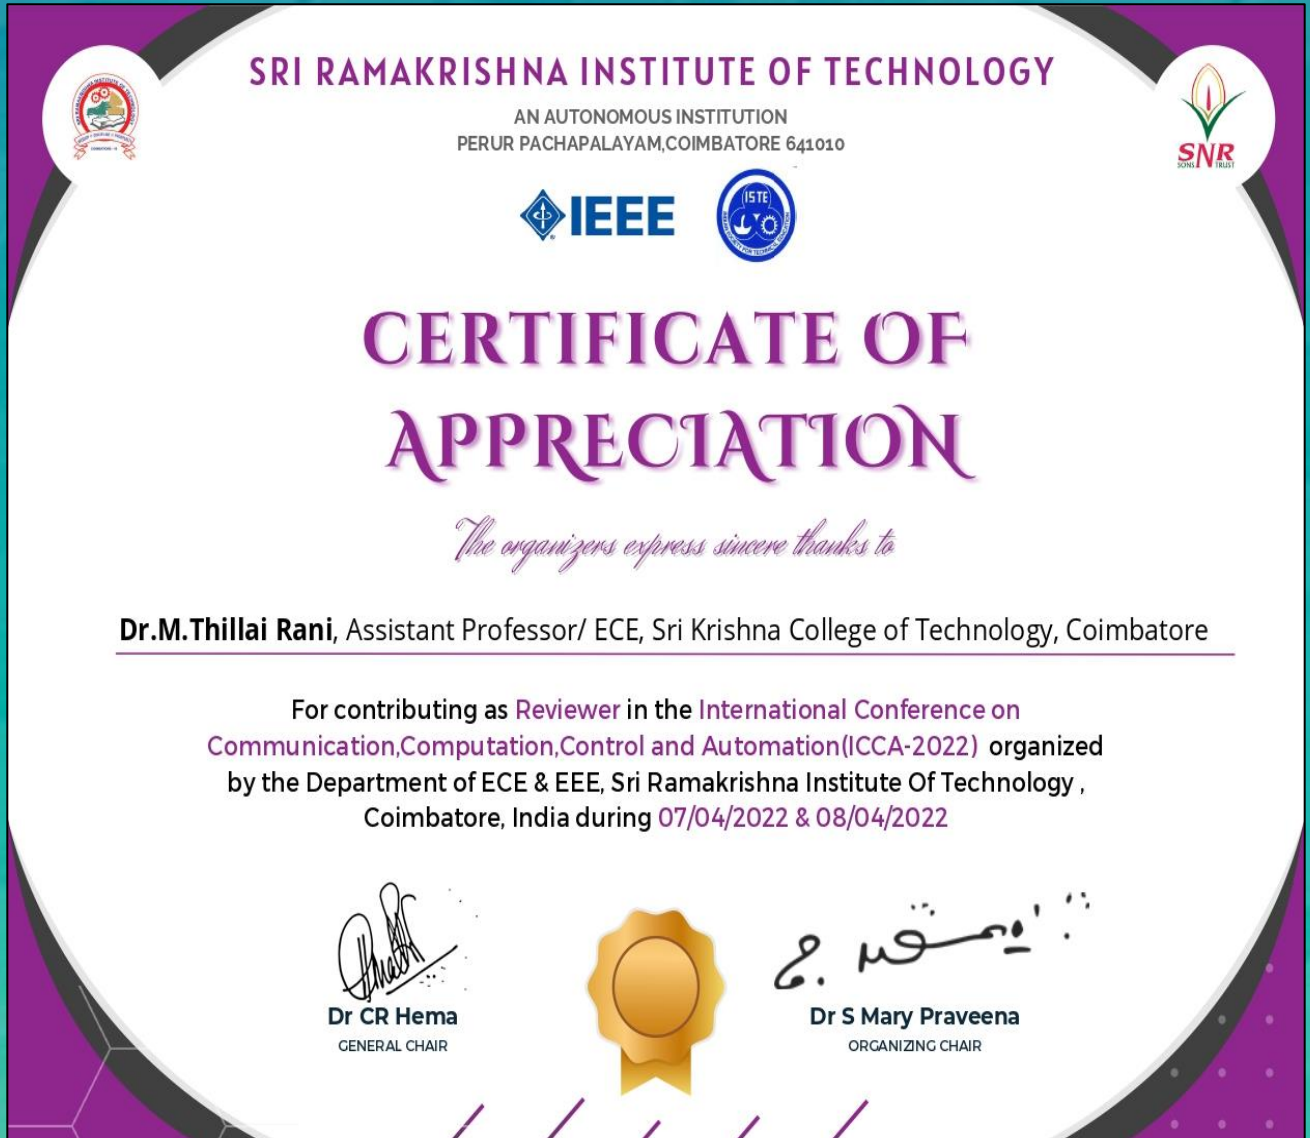 SRI RAMAKRISHNA INSTITUTE OF TECHNOLOGY
AN AUTONOMOUS INSTITUTION
PERUR PACHAPALAYAM,COIMBATORE 641010
SNR
SONS TRUST
IEEE
ISTE
CERTIFICATE OF
APPRECIATION
The organizers express sincere thanks to
Dr.M.Thillai Rani, Assistant Professor/ ECE, Sri Krishna College of Technology, Coimbatore
For contributing as Reviewer in the International Conference on
Communication,Computation,Control and Automation(ICCA-2022) organized
by the Department of ECE & EEE, Sri Ramakrishna Institute Of Technology ,
Coimbatore, India during 07/04/2022 & 08/04/2022
Dr CR Hema
GENERAL CHAIR
Dr S Mary Praveena
ORGANIZING CHAIR